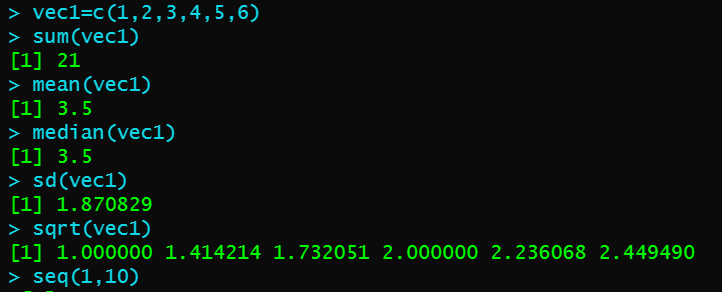 > vec1=c(1,2,3,4,5,6)
> sum(vec1)
[1] 21
> mean(vec1)
[1] 3.5
> median(vec1)
[1] 3.5
> sd(vec1)
[1] 1.870829
> sqrt(vec1)
[1] 1.000000 1.414214 1.732051 2.000000 2.236068 2.449490
> seq(1,10)